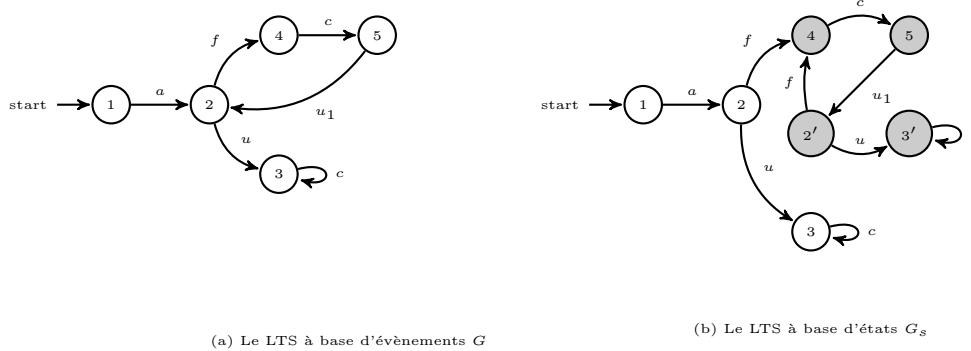 f
4
c
5
start
1
a
2
u
u₁
3
c
(a) Le LTS à base d'évènements G
f
4
c
5
start
1
a
2
f
u₁
2′
u
3′
u
3
c
(b) Le LTS à base d'états Gₛ